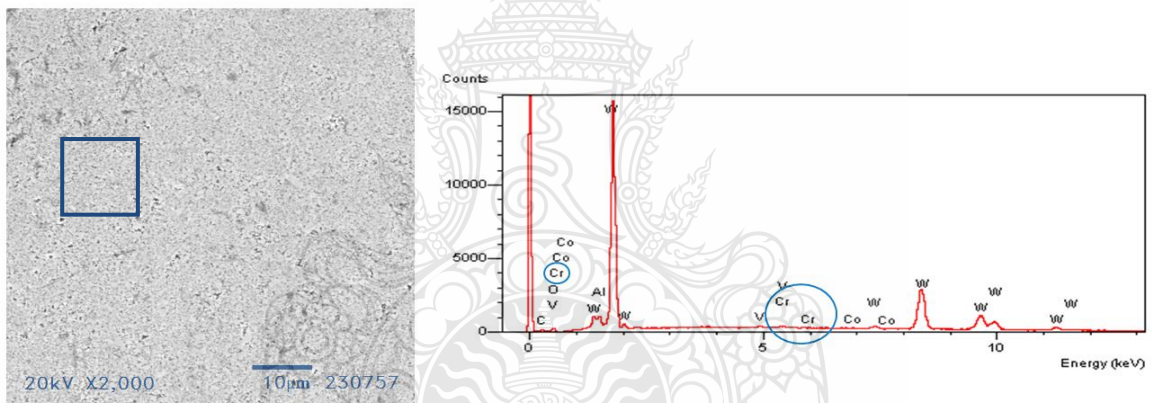 20kV X2,000 10μm 230757
Counts
15000
10000
5000
0
W
Co
Co
Cr
O
V
C
Al
W
W
V
Cr
V
Cr
Co
W
Co
W
W
W
W
W
0
5
10
Energy (keV)